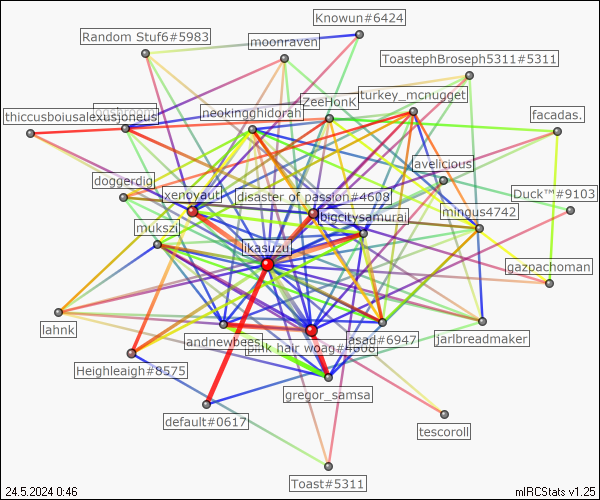 Knowun#6424
Random Stuf6#5983
moonraven
ToastephBroseph5311#5311
ZeeHonK
turkey_mcnugget
thiccusboiusalexusjoneus
neokingghidorah
facadas.
avelicious
doggerdig
xenoyaut
disaster of passion#4608
Duck™#9103
bigcitysamurai
mingus4742
mukszi
ikasuzu
gazpachoman
lahnk
andnewbees
pink hair woag#4608
asad#6947
jarlbreadmaker
Heighleaigh#8575
gregor_samsa
default#0617
tescoroll
Toast#5311
24.5.2024 0:46
mIRCStats v1.25